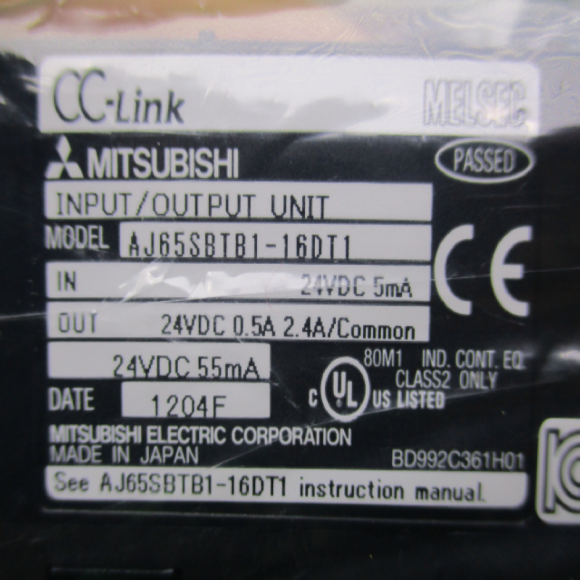 CC-Link MELSEC
MITSUBISHI PASSED
INPUT/OUTPUT UNIT
MODEL AJ65SBTB1-16DT1
CE
IN 24VDC 5mA
OUT 24VDC 0.5A 2.4A/Common
24VDC 55mA
80M1 IND. CONT. EQ.
CLASS2 ONLY
C UL US LISTED
DATE 1204F
MITSUBISHI ELECTRIC CORPORATION
MADE IN JAPAN BD992C361H01
See AJ65SBTB1-16DT1 instruction manual.